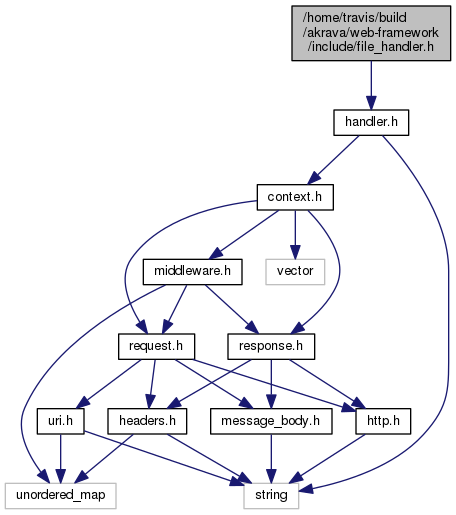 /home/travis/build
/akrava/web-framework
/include/file_handler.h
handler.h
context.h
middleware.h
vector
request.h
response.h
uri.h
headers.h
message_body.h
http.h
unordered_map
string